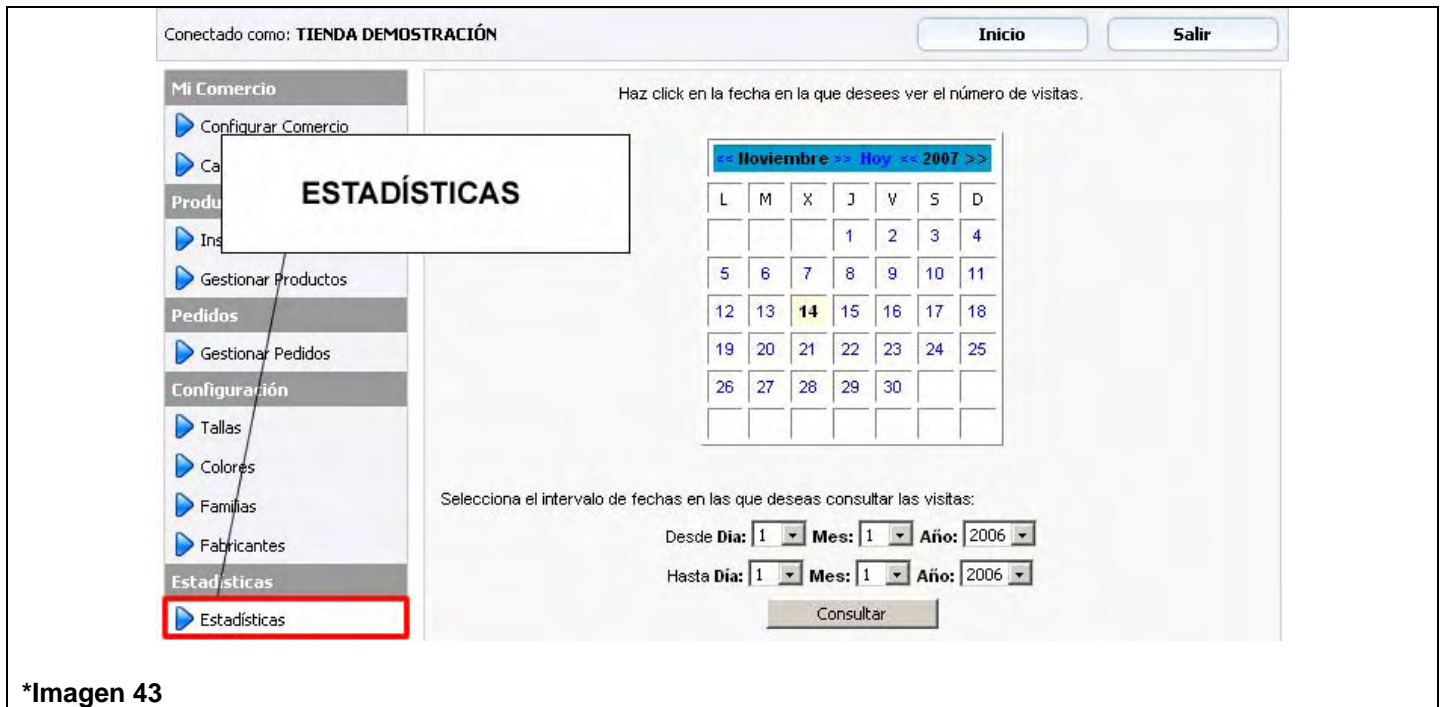 Conectado como: TIENDA DEMOSTRACIÓN
Inicio
Salir
Mi Comercio
Configurar Comercio
Ca
Produ
Ins
Gestionar Productos
Pedidos
Gestionar Pedidos
Configuración
Tallas
Colores
Familias
Fabricantes
Estadísticas
Estadísticas
ESTADÍSTICAS
Haz click en la fecha en la que desees ver el número de visitas.
<< Noviembre >> Hoy << 2007 >>
L M X J V S D
1 2 3 4
5 6 7 8 9 10 11
12 13 14 15 16 17 18
19 20 21 22 23 24 25
26 27 28 29 30
Selecciona el intervalo de fechas en las que deseas consultar las visitas:
Desde Dia: 1 Mes: 1 Año: 2006
Hasta Día: 1 Mes: 1 Año: 2006
Consultar
*Imagen 43